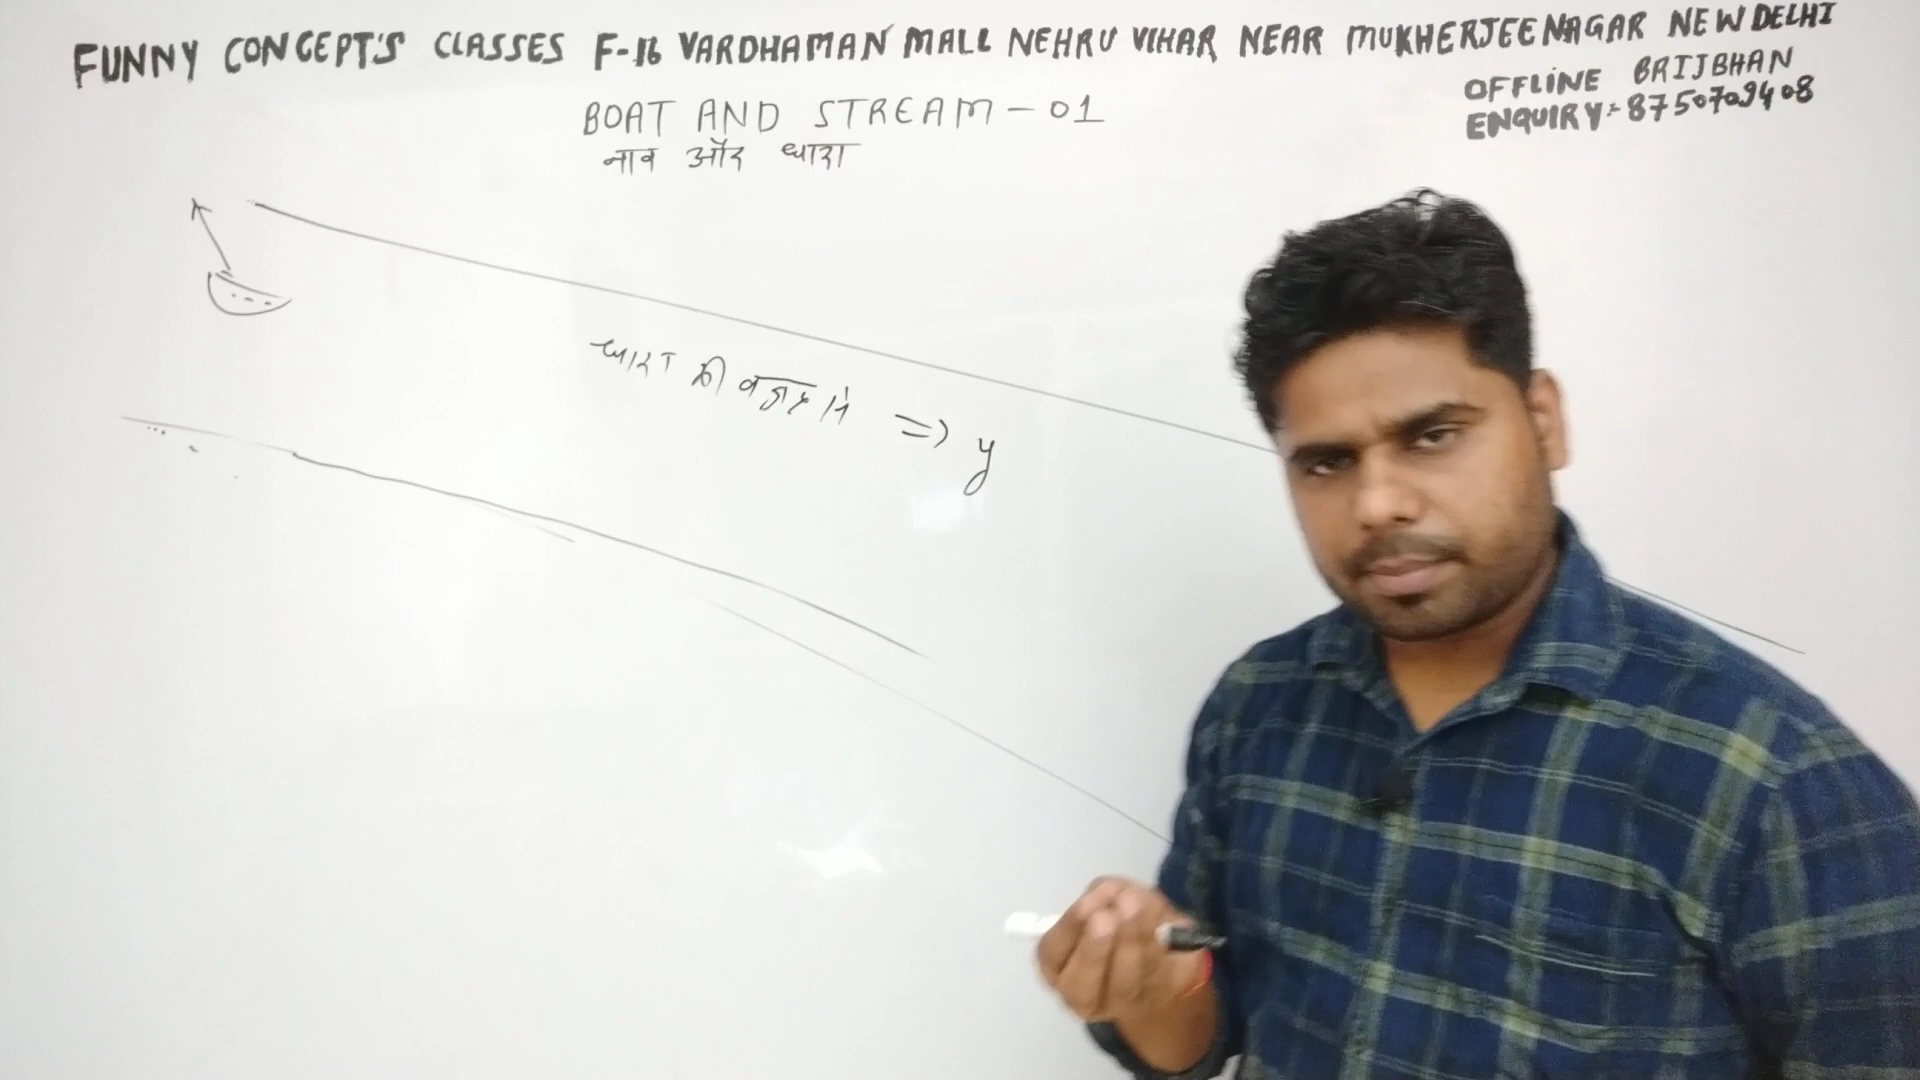 FUNNY CONCEPT'S CLASSES F-16 VARDHAMAN MALL NEHRU VIHAR NEAR MUKHERJEE NAGAR NEW DELHI
OFFLINE BRIJBHAN
ENQUIRY:- 8750709408
BOAT AND STREAM - 01
नाव और धारा
धारा की वजह से => y